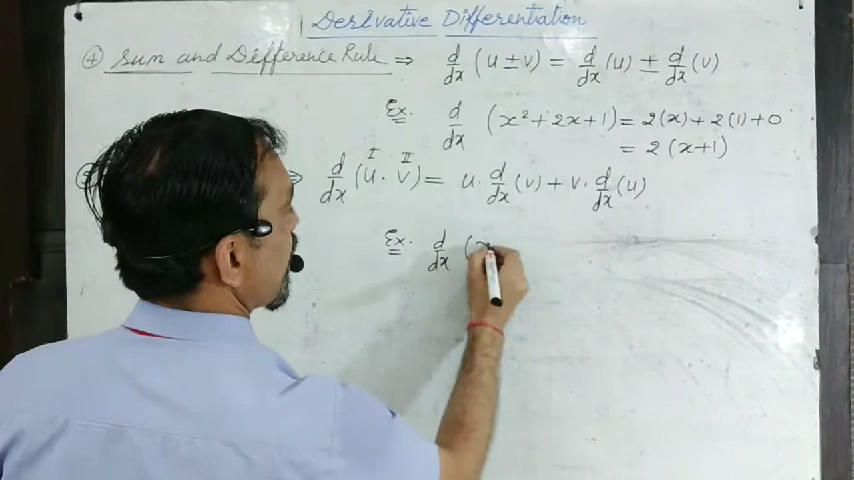 Derivative Differentiation
④ Sum and Difference Rule ⇒ d/dx (u ± v) = d/dx (u) ± d/dx (v)
Ex. d/dx (x² + 2x + 1) = 2(x) + 2(1) + 0
= 2(x+1)
⇒ d/dx (u · v) = u · d/dx (v) + v · d/dx (u)
I II
Ex. d/dx (x